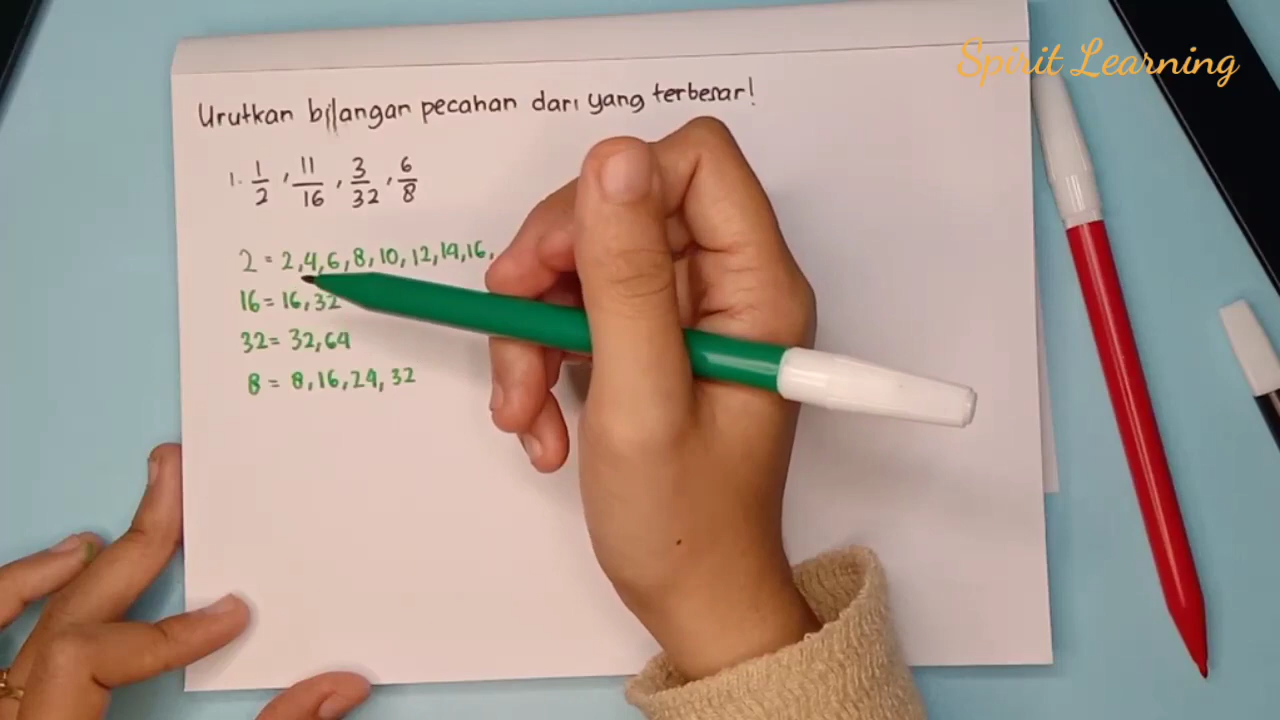 Spirit Learning
Urutkan bilangan pecahan dari yang terbesar!
1. 1/2, 11/16, 3/32, 6/8
2 = 2,4,6,8,10,12,14,16,
16 = 16,32
32 = 32,64
8 = 8,16,24,32